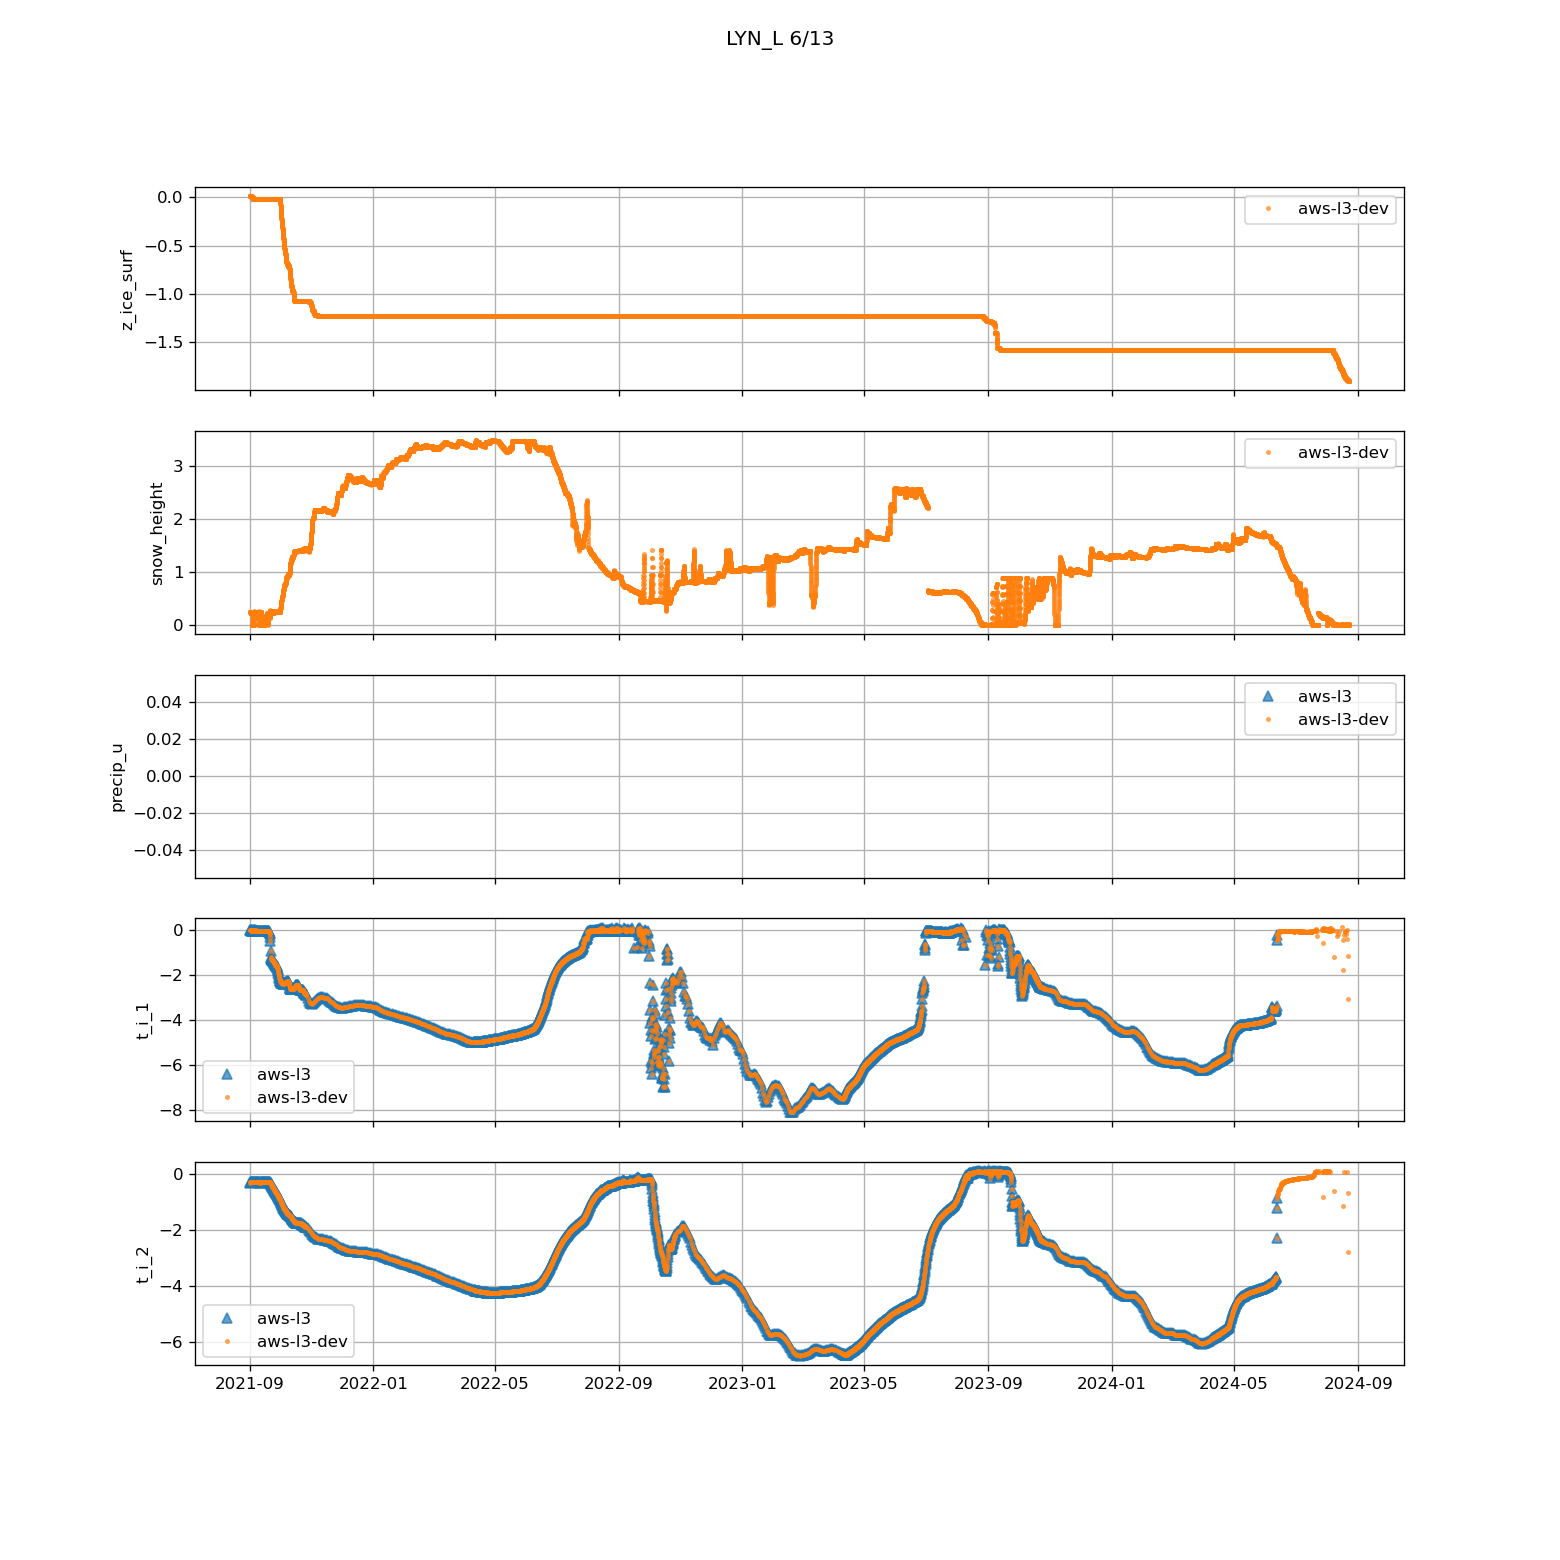 LYN_L 6/13
0.0
−0.5
−1.0
−1.5
z_ice_surf
aws-l3-dev
3
2
1
0
snow_height
aws-l3-dev
0.04
0.02
0.00
−0.02
−0.04
precip_u
aws-l3
aws-l3-dev
0
−2
−4
−6
−8
t_i_1
aws-l3
aws-l3-dev
0
−2
−4
−6
t_i_2
aws-l3
aws-l3-dev
2021-09 2022-01 2022-05 2022-09 2023-01 2023-05 2023-09 2024-01 2024-05 2024-09